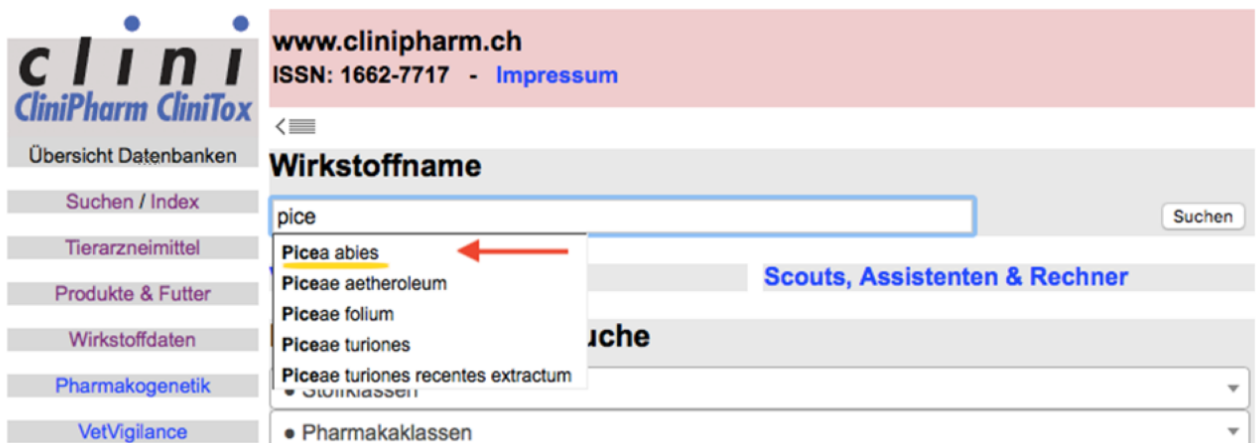 clini
CliniPharm CliniTox
Übersicht Datenbanken
Suchen / Index
Tierarzneimittel
Produkte & Futter
Wirkstoffdaten
Pharmakogenetik
VetVigilance
www.clinipharm.ch
ISSN: 1662-7717 - Impressum
Wirkstoffname
pice
Suchen
Picea abies
Piceae aetheroleum
Piceae folium
Piceae turiones
Piceae turiones recentes extractum
Scouts, Assistenten & Rechner
uche
• Stoffklassen
• Pharmakaklassen